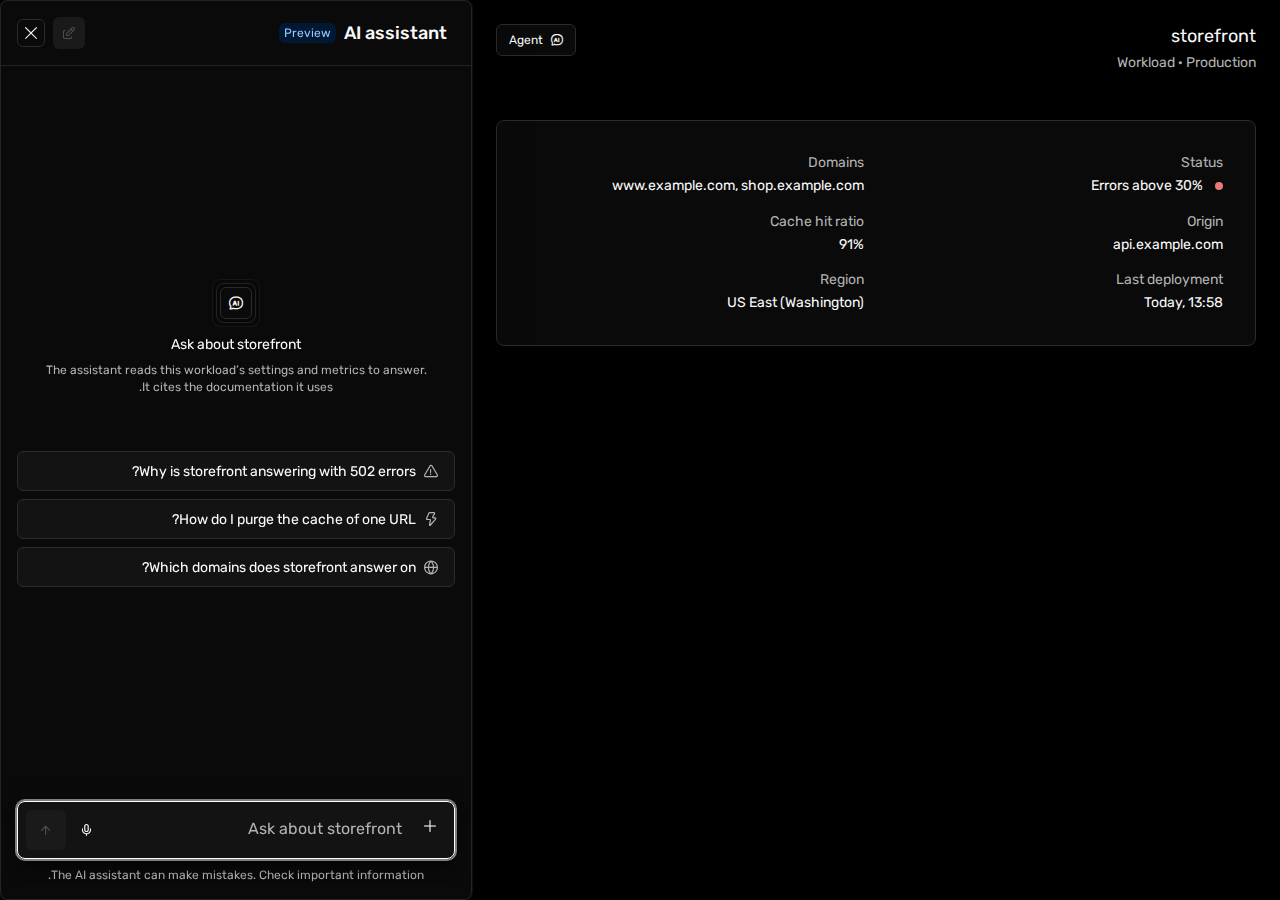 storefront
Workload • Production
Agent
Status
Errors above 30%
Domains
www.example.com, shop.example.com
Origin
api.example.com
Cache hit ratio
91%
Last deployment
Today, 13:58
Region
US East (Washington)
AI assistant
Preview
AI
Ask about storefront
The assistant reads this workload's settings and metrics to answer.
It cites the documentation it uses.
Why is storefront answering with 502 errors?
How do I purge the cache of one URL?
Which domains does storefront answer on?
Ask about storefront
The AI assistant can make mistakes. Check important information.